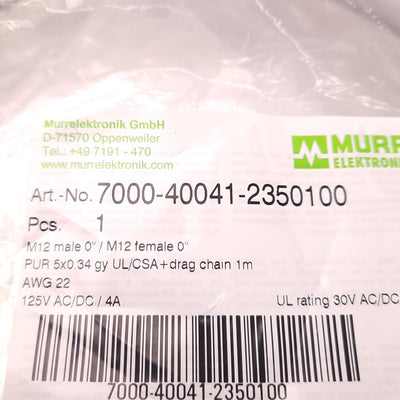 Murrelektronik GmbH
D-71570 Oppenweiler
Tel.: +49 7191 - 470
www.murrelektronik.com
MURRE
ELEKTRONIK
Art.-No. 7000-40041-2350100
Pcs. 1
M12 male 0° / M12 female 0°
PUR 5x0.34 gy UL/CSA+drag chain 1m
AWG 22
125V AC/DC / 4A
UL rating 30V AC/DC
7000-40041-2350100